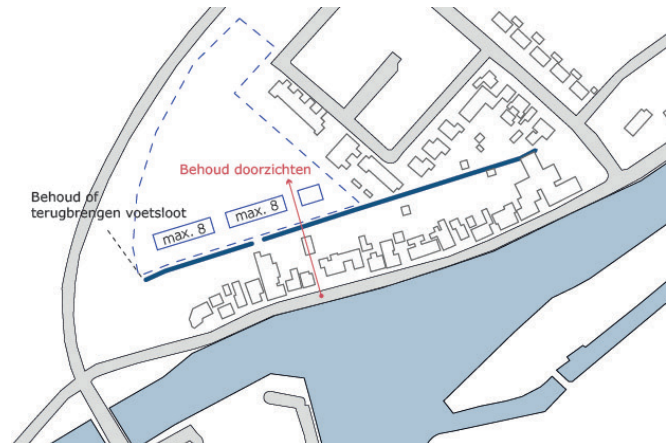 Behoud doorzichten
Behoud of
terugbrengen voetsloot
max. 8
max. 8